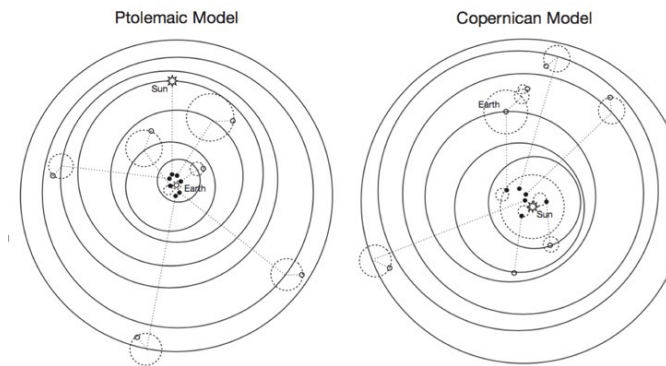 Ptolemaic Model
Copernican Model
Sun
Earth
Earth
Sun